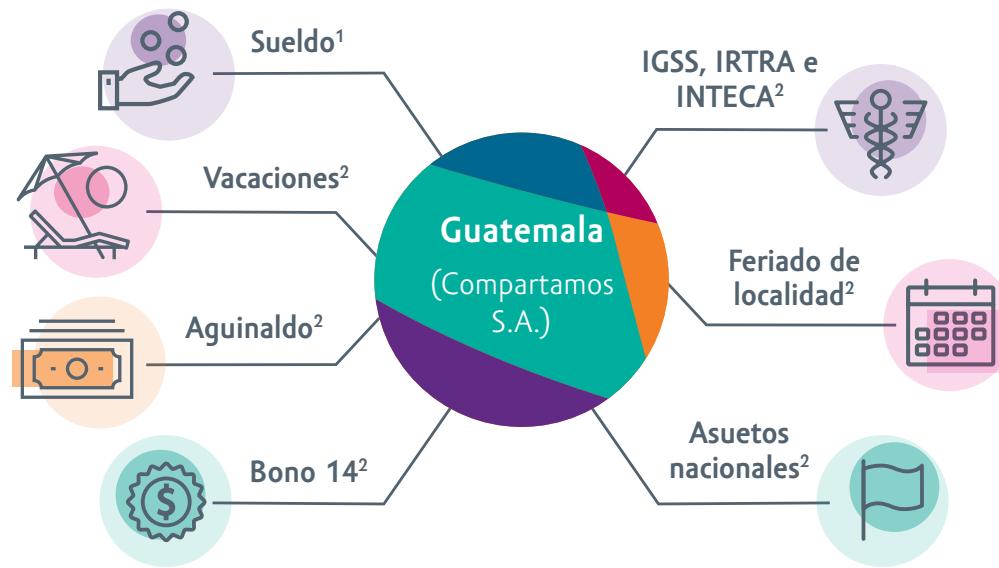 Sueldo¹
Vacaciones²
Aguinaldo²
Bono 14²
Guatemala
(Compartamos
S.A.)
IGSS, IRTRA e
INTECA²
Feriado de
localidad²
Asuetos
nacionales²
$